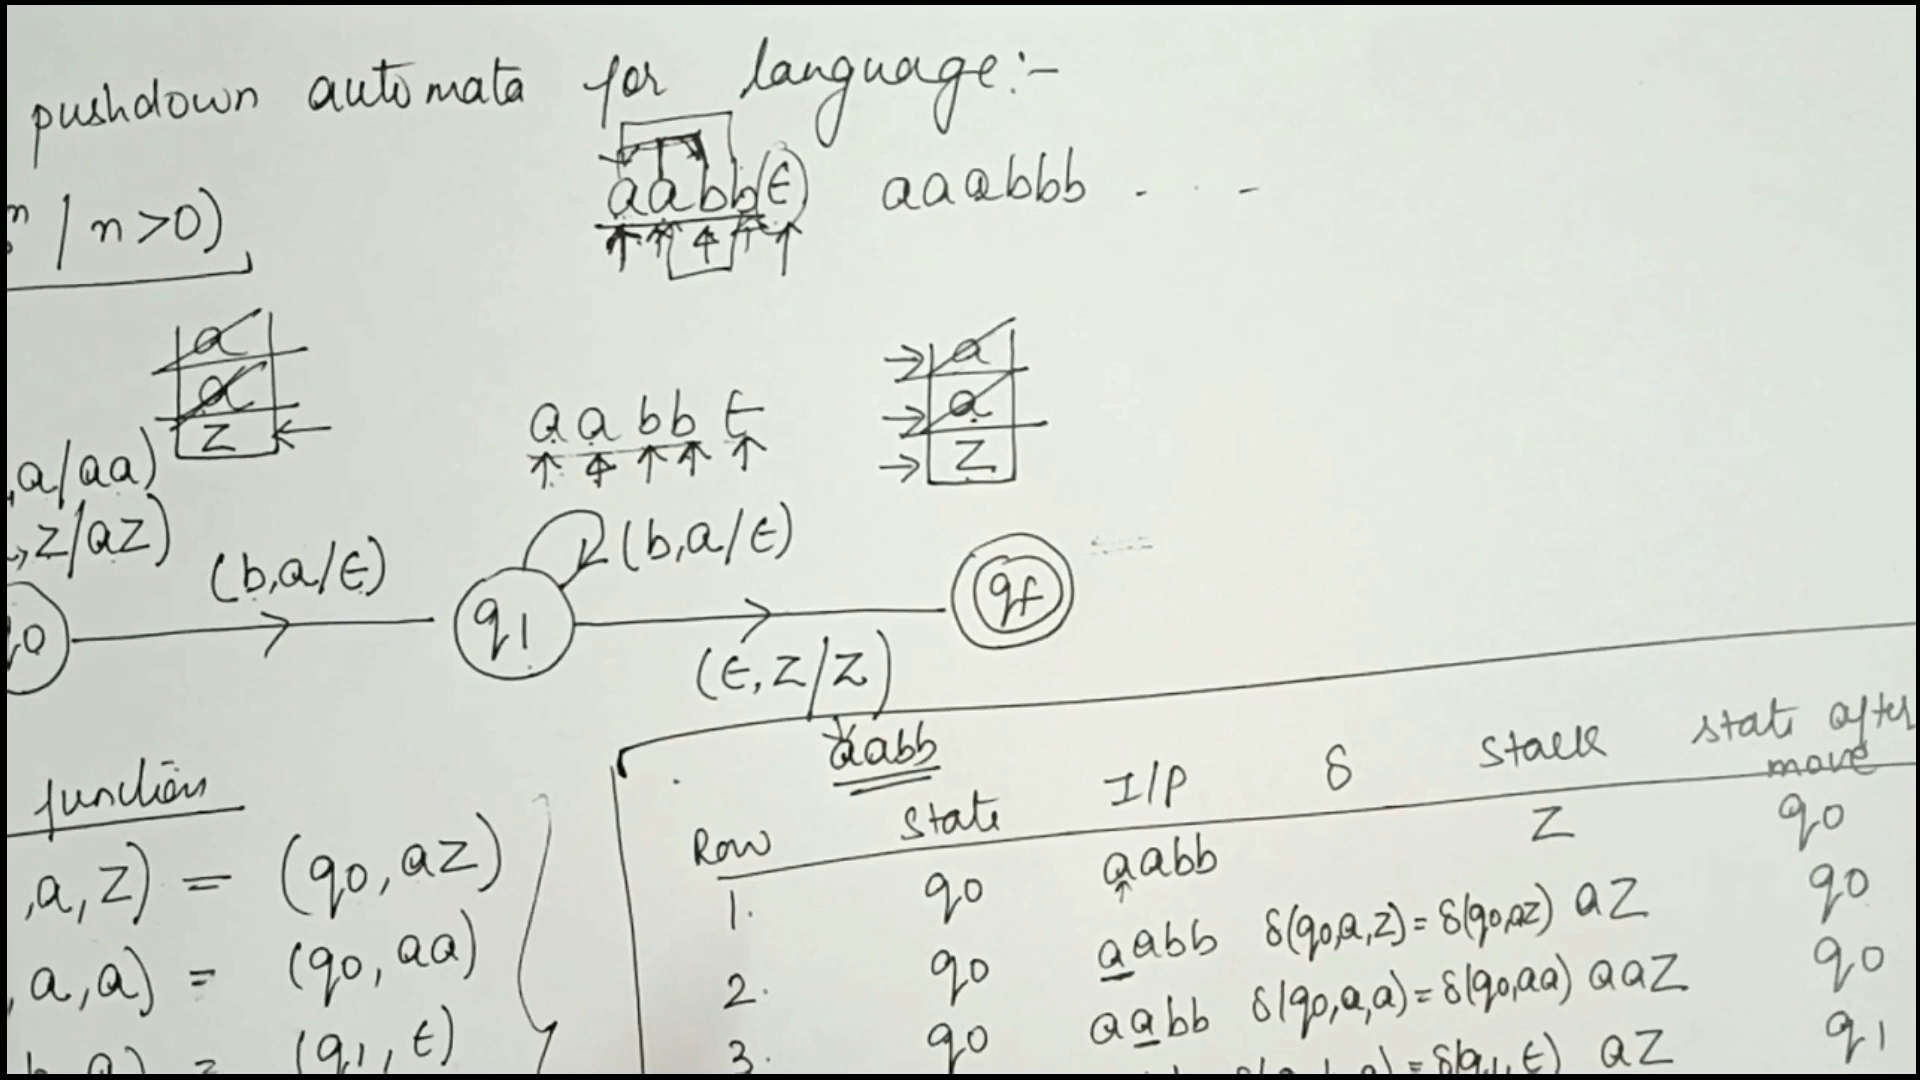 pushdown automata for language:-
n | n>0)
aabbE aaabbb . . . -
a
a
z
a
a
Z
aabbE
,a/aa)
,Z/aZ)
(b,a/E)
(b,a/E)
q0
q1
qf
(E,Z/Z)
function
,a,Z) = (q0,aZ)
,a,a) = (q0,aa)
b,a) = (q1,E)
aabb
Row State I/P δ Stack state after move
1. q0 aabb Z q0
2. q0 aabb δ(q0,a,z)=δ(q0,az) aZ q0
3. q0 aabb δ(q0,a,a)=δ(q0,aa) aaZ q0
=δ(q1,E) aZ q1